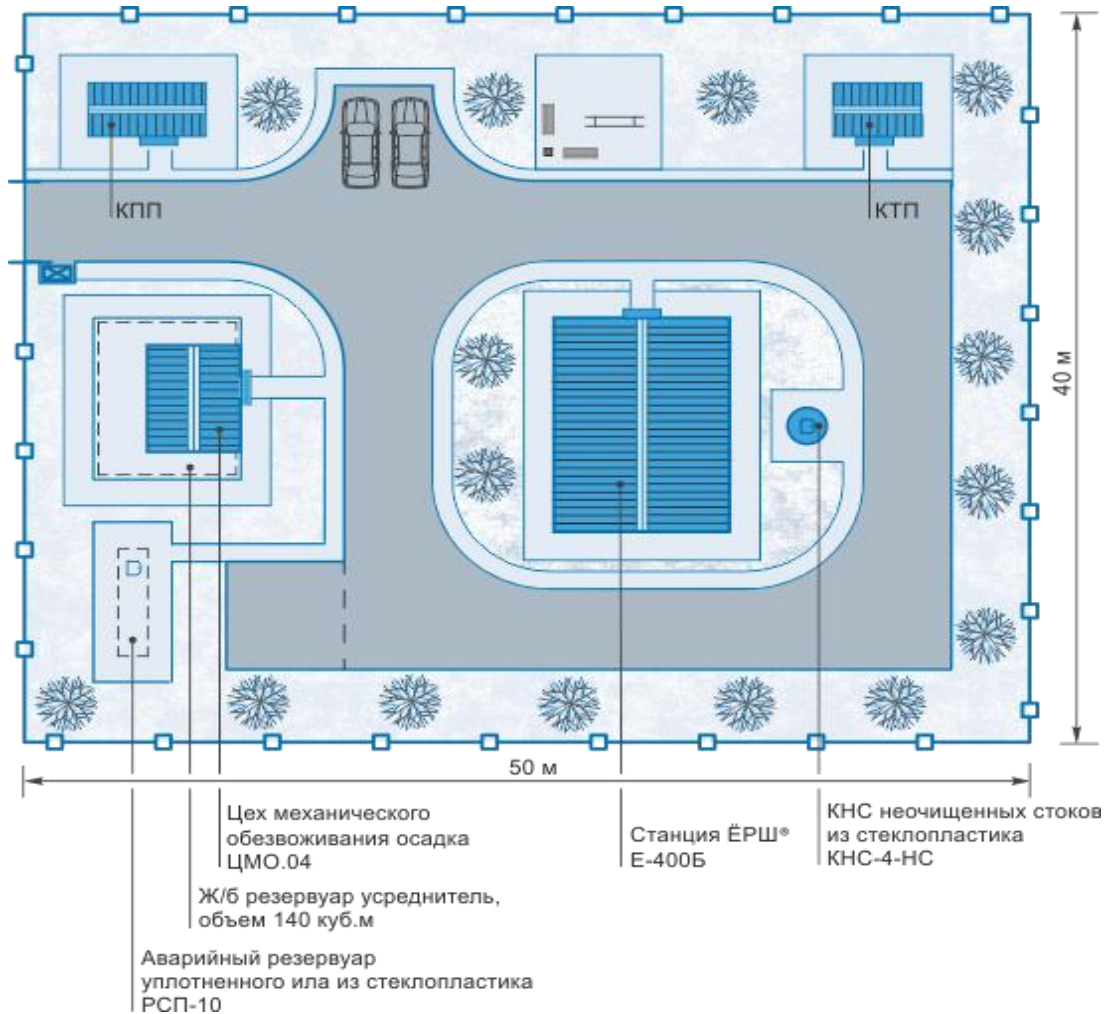 КПП
КТП
40 м
50 м
Цех механического
обезвоживания осадка
ЦМО.04
Ж/б резервуар усреднитель,
объем 140 куб.м
Аварийный резервуар
уплотненного ила из стеклопластика
РСП-10
Станция ЁРШ®
Е-400Б
КНС неочищенных стоков
из стеклопластика
КНС-4-НС